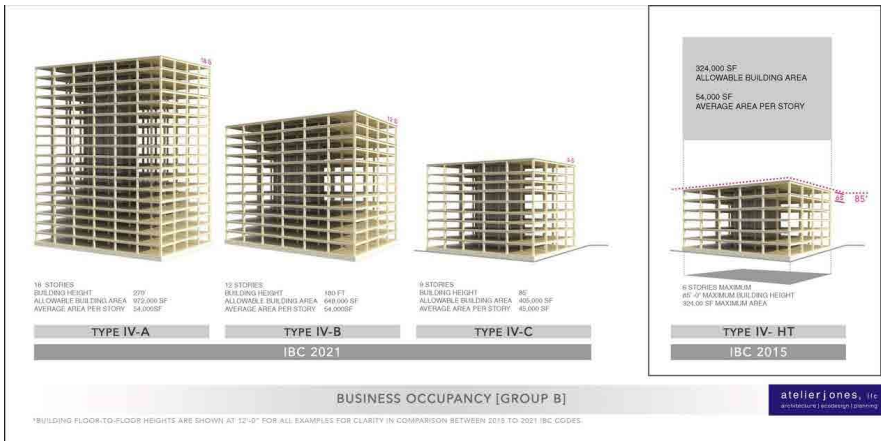 18 S
12 S
9 S
324,000 SF
ALLOWABLE BUILDING AREA
54,000 SF
AVERAGE AREA PER STORY
85'
85'
18 STORIES
BUILDING HEIGHT 270'
ALLOWABLE BUILDING AREA 972,000 SF
AVERAGE AREA PER STORY 54,000SF
12 STORIES
BUILDING HEIGHT 180 FT
ALLOWABLE BUILDING AREA 648,000 SF
AVERAGE AREA PER STORY 54,000SF
9 STORIES
BUILDING HEIGHT 85'
ALLOWABLE BUILDING AREA 405,000 SF
AVERAGE AREA PER STORY 45,000 SF
6 STORIES MAXIMUM
85'-0" MAXIMUM BUILDING HEIGHT
324,00 SF MAXIMUM AREA
TYPE IV-A
TYPE IV-B
TYPE IV-C
TYPE IV- HT
IBC 2021
IBC 2015
BUSINESS OCCUPANCY [GROUP B]
atelierjones, llc
architecture | ecodesign | planning
*BUILDING FLOOR-TO-FLOOR HEIGHTS ARE SHOWN AT 12'-0" FOR ALL EXAMPLES FOR CLARITY IN COMPARISON BETWEEN 2015 TO 2021 IBC CODES.